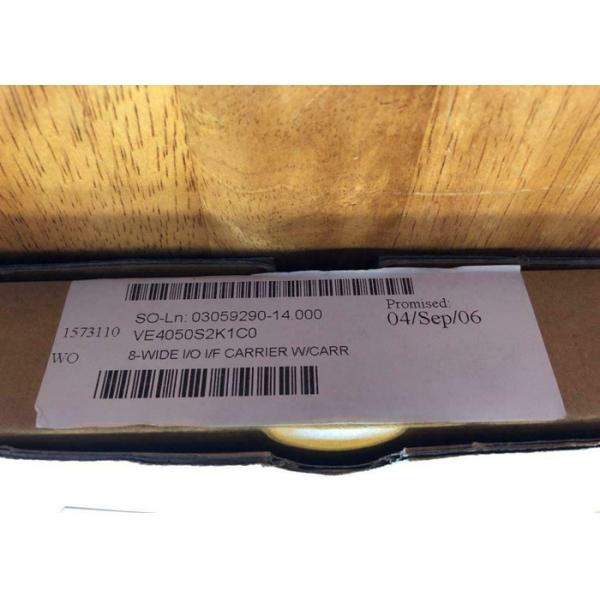 SO-Ln: 03059290-14.000
Promised:
04/Sep/06
1573110
VE4050S2K1C0
WO
8-WIDE I/O I/F CARRIER W/CARR